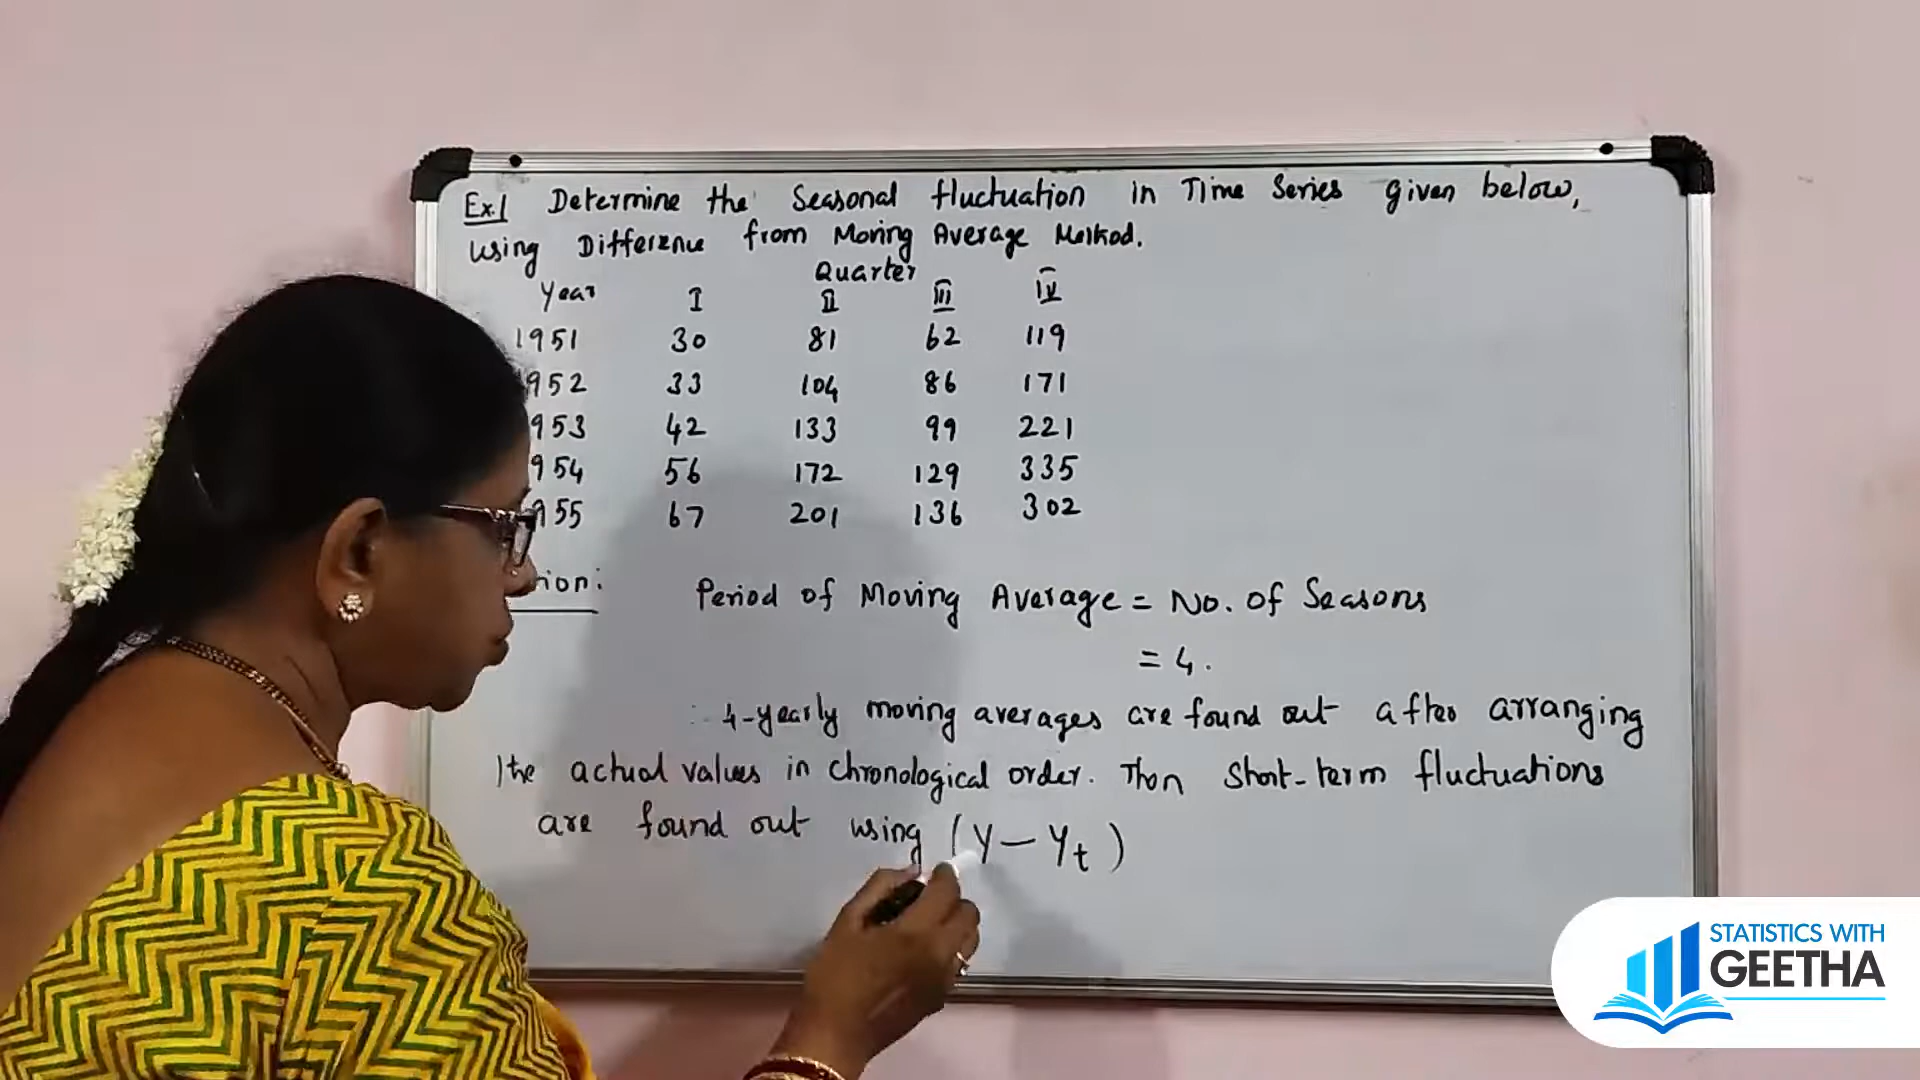 Ex.1 Determine the Seasonal fluctuation in Time Series given below,
using Difference from Moving Average Method.
Quarter
Year I II III IV
1951 30 81 62 119
952 33 104 86 171
953 42 133 99 221
954 56 172 129 335
955 67 201 136 302
ion: Period of Moving Average = No. of Seasons
= 4.
∴ 4-yearly moving averages are found out after arranging
the actual values in chronological order. Then Short-term fluctuations
are found out using (Y - Yt)
STATISTICS WITH
GEETHA